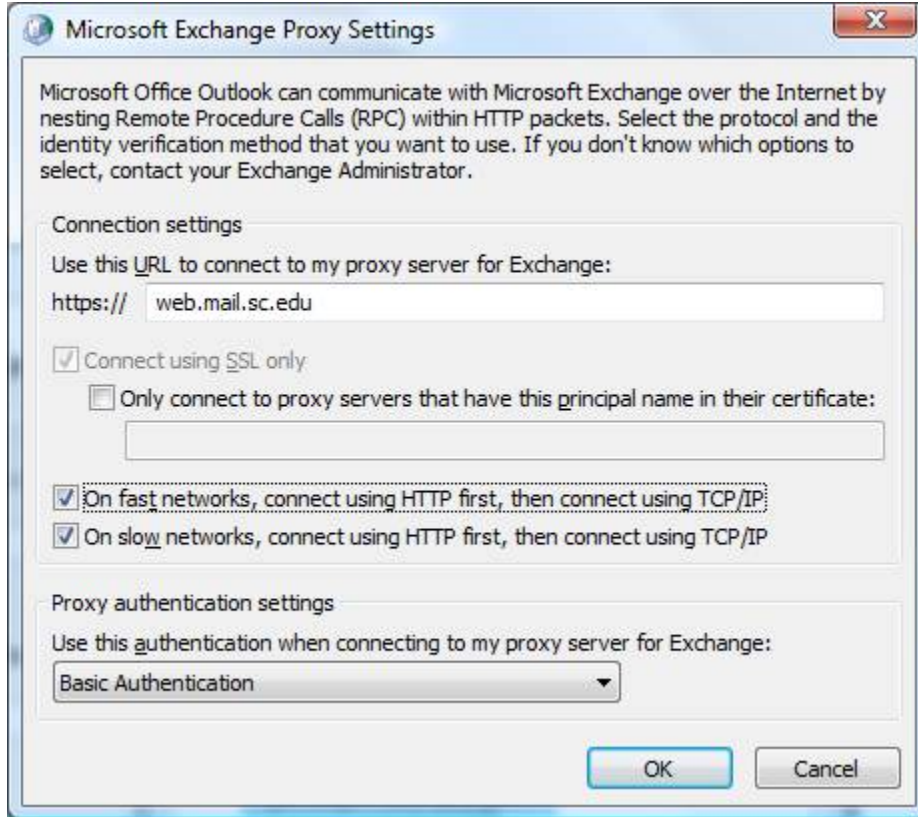 Microsoft Exchange Proxy Settings
Microsoft Office Outlook can communicate with Microsoft Exchange over the Internet by
nesting Remote Procedure Calls (RPC) within HTTP packets. Select the protocol and the
identity verification method that you want to use. If you don't know which options to
select, contact your Exchange Administrator.
Connection settings
Use this URL to connect to my proxy server for Exchange:
https:// web.mail.sc.edu
Connect using SSL only
Only connect to proxy servers that have this principal name in their certificate:
On fast networks, connect using HTTP first, then connect using TCP/IP
On slow networks, connect using HTTP first, then connect using TCP/IP
Proxy authentication settings
Use this authentication when connecting to my proxy server for Exchange:
Basic Authentication
OK Cancel